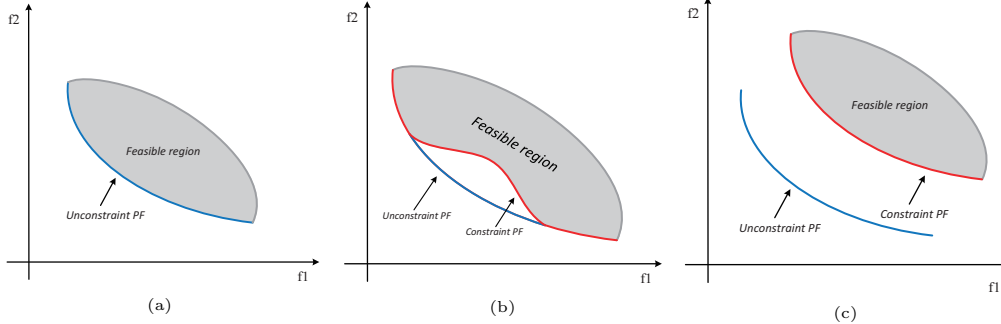 f2
Feasible region
Unconstraint PF
f1
(a)
f2
Feasible region
Unconstraint PF
Constraint PF
f1
(b)
f2
Feasible region
Constraint PF
Unconstraint PF
f1
(c)